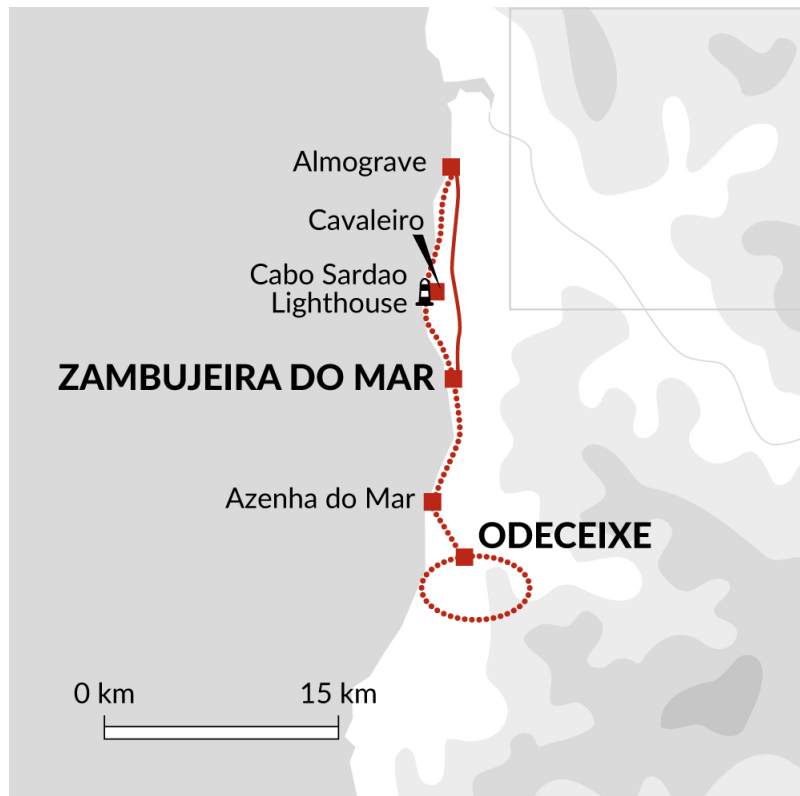 Almograve
Cavaleiro
Cabo Sardao
Lighthouse
ZAMBUJEIRA DO MAR
Azenha do Mar
ODECEIXE
0 km
15 km